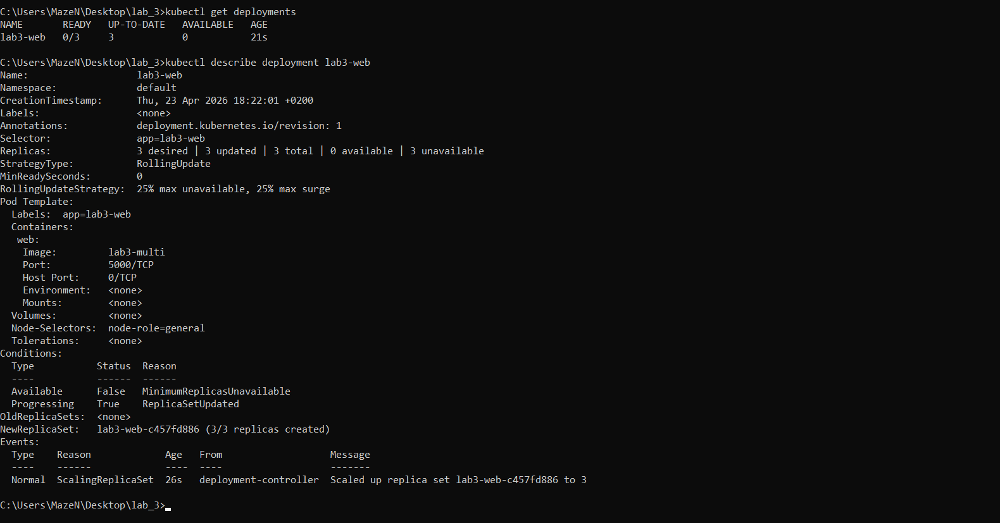 C:\Users\MazeN\Desktop\lab_3>kubectl get deployments
NAME       READY   UP-TO-DATE   AVAILABLE   AGE
lab3-web   0/3     3            0           21s

C:\Users\MazeN\Desktop\lab_3>kubectl describe deployment lab3-web
Name:                   lab3-web
Namespace:              default
CreationTimestamp:      Thu, 23 Apr 2026 18:22:01 +0200
Labels:                 <none>
Annotations:            deployment.kubernetes.io/revision: 1
Selector:               app=lab3-web
Replicas:               3 desired | 3 updated | 3 total | 0 available | 3 unavailable
StrategyType:           RollingUpdate
MinReadySeconds:        0
RollingUpdateStrategy:  25% max unavailable, 25% max surge
Pod Template:
  Labels:  app=lab3-web
  Containers:
   web:
    Image:         lab3-multi
    Port:          5000/TCP
    Host Port:     0/TCP
    Environment:   <none>
    Mounts:        <none>
  Volumes:         <none>
  Node-Selectors:  node-role=general
  Tolerations:     <none>
Conditions:
  Type           Status  Reason
  ----           ------  ------
  Available      False   MinimumReplicasUnavailable
  Progressing    True    ReplicaSetUpdated
OldReplicaSets:  <none>
NewReplicaSet:   lab3-web-c457fd886 (3/3 replicas created)
Events:
  Type    Reason             Age   From                   Message
  ----    ------             ----  ----                   -------
  Normal  ScalingReplicaSet  26s   deployment-controller  Scaled up replica set lab3-web-c457fd886 to 3

C:\Users\MazeN\Desktop\lab_3>